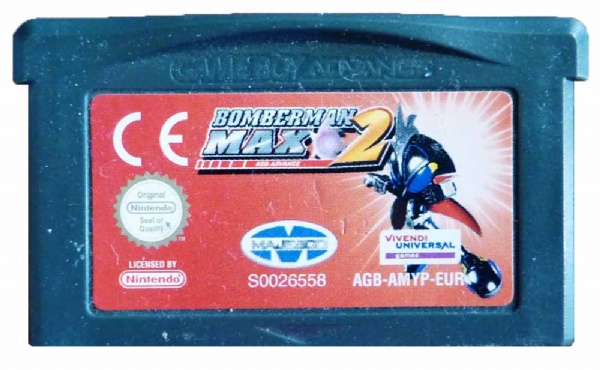 GAME BOY ADVANCE
BOMBERMAN
MAX 2
RED ADVANCE
CE
Original
Nintendo
Seal of
Quality
TM
LICENSED BY
Nintendo
MAJESCO
S0026558
VIVENDI
UNIVERSAL
games
AGB-AMYP-EUR